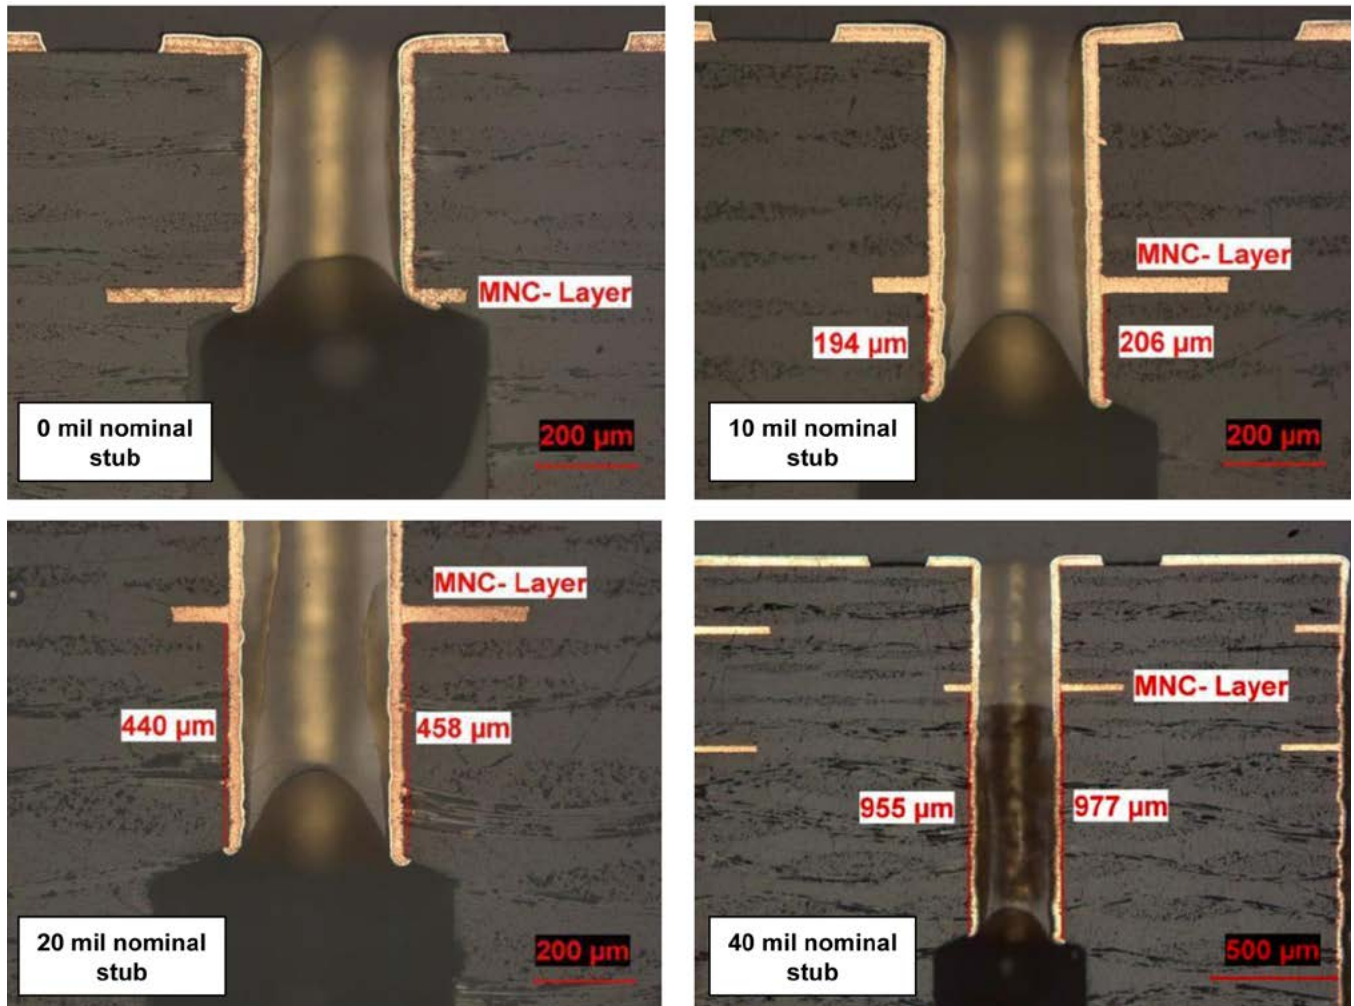 MNC- Layer
0 mil nominal
stub
200 µm
MNC- Layer
194 µm
206 µm
10 mil nominal
stub
200 µm
MNC- Layer
440 µm
458 µm
20 mil nominal
stub
200 µm
MNC- Layer
955 µm
977 µm
40 mil nominal
stub
500 µm